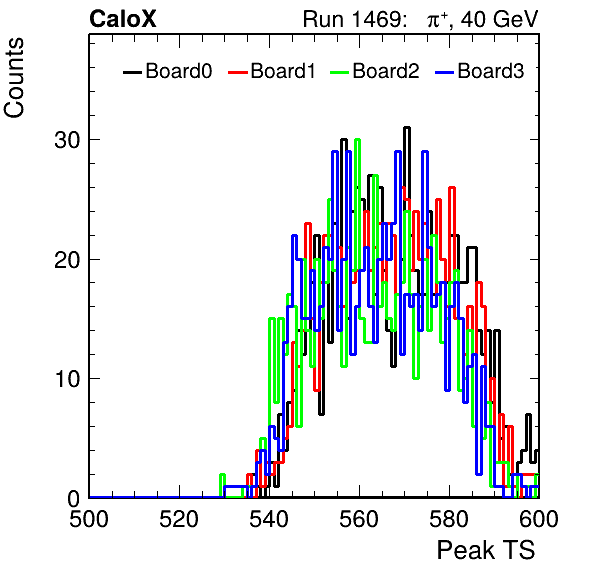 CaloX Run 1469: π⁺, 40 GeV
Counts
Board0 Board1 Board2 Board3
30
20
10
0
500 520 540 560 580 600
Peak TS